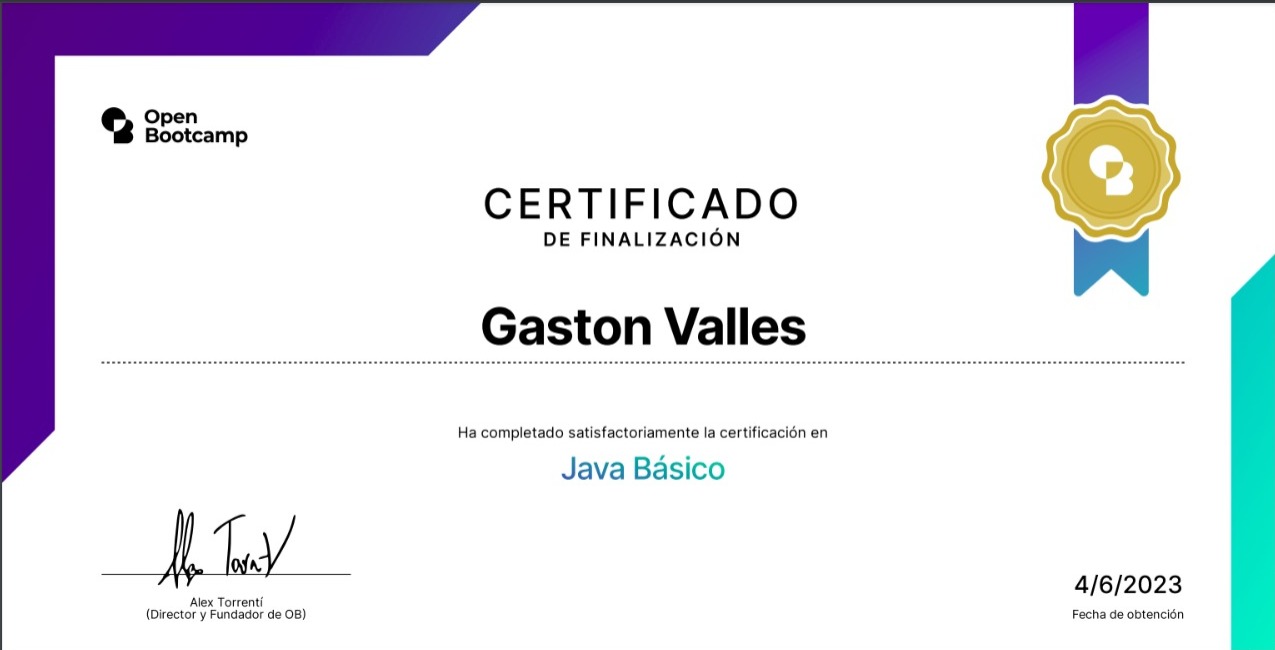 Open
Bootcamp
CERTIFICADO
DE FINALIZACIÓN
Gaston Valles
Ha completado satisfactoriamente la certificación en
Java Básico
Alex Torrentí
(Director y Fundador de OB)
4/6/2023
Fecha de obtención